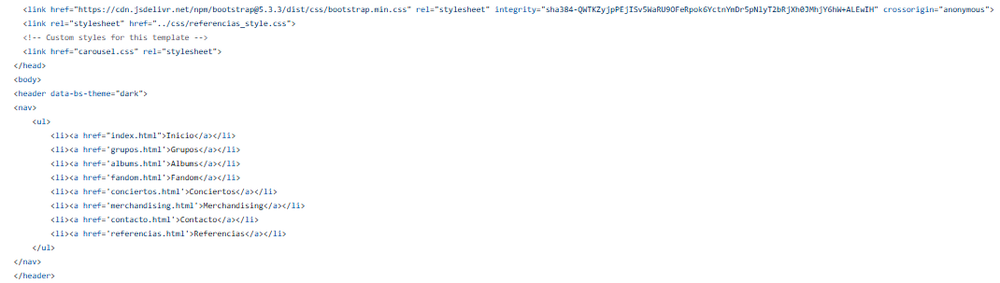 <link href="https://cdn.jsdelivr.net/npm/bootstrap@5.3.3/dist/css/bootstrap.min.css" rel="stylesheet" integrity="sha384-QWTKZyjpPEjISv5WaRU9OFeRpok6YctnYmDr5pNlyT2bRjXh0JMhjY6hW+ALEwIH" crossorigin="anonymous">
<link rel="stylesheet" href="../css/referencias_style.css">
<!-- Custom styles for this template -->
<link href="carousel.css" rel="stylesheet">
</head>
<body>
<header data-bs-theme="dark">
<nav>
<ul>
<li><a href="index.html">Inicio</a></li>
<li><a href='grupos.html'>Grupos</a></li>
<li><a href='albums.html'>Albums</a></li>
<li><a href='fandom.html'>Fandom</a></li>
<li><a href='conciertos.html'>Conciertos</a></li>
<li><a href='merchandising.html'>Merchandising</a></li>
<li><a href='contacto.html'>Contacto</a></li>
<li><a href='referencias.html'>Referencias</a></li>
</ul>
</nav>
</header>